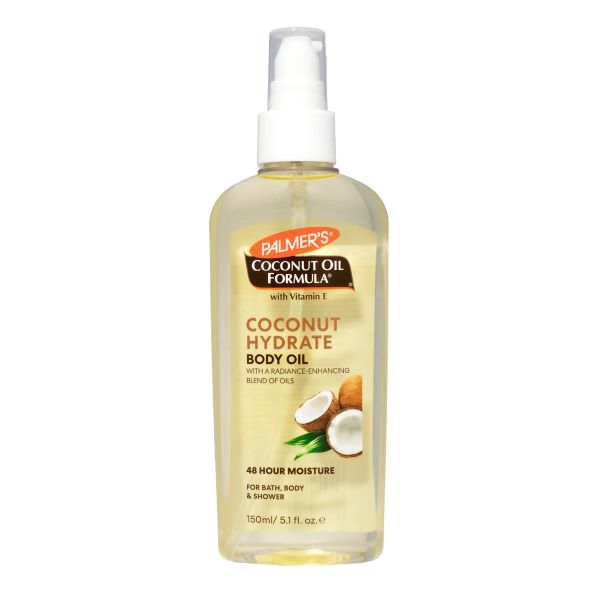 PALMER'S®
COCONUT OIL
FORMULA®
®
with Vitamin E
COCONUT
HYDRATE
BODY OIL
WITH A RADIANCE-ENHANCING
BLEND OF OILS
48 HOUR MOISTURE
FOR BATH, BODY
& SHOWER
150ml/ 5.1 fl. oz.℮